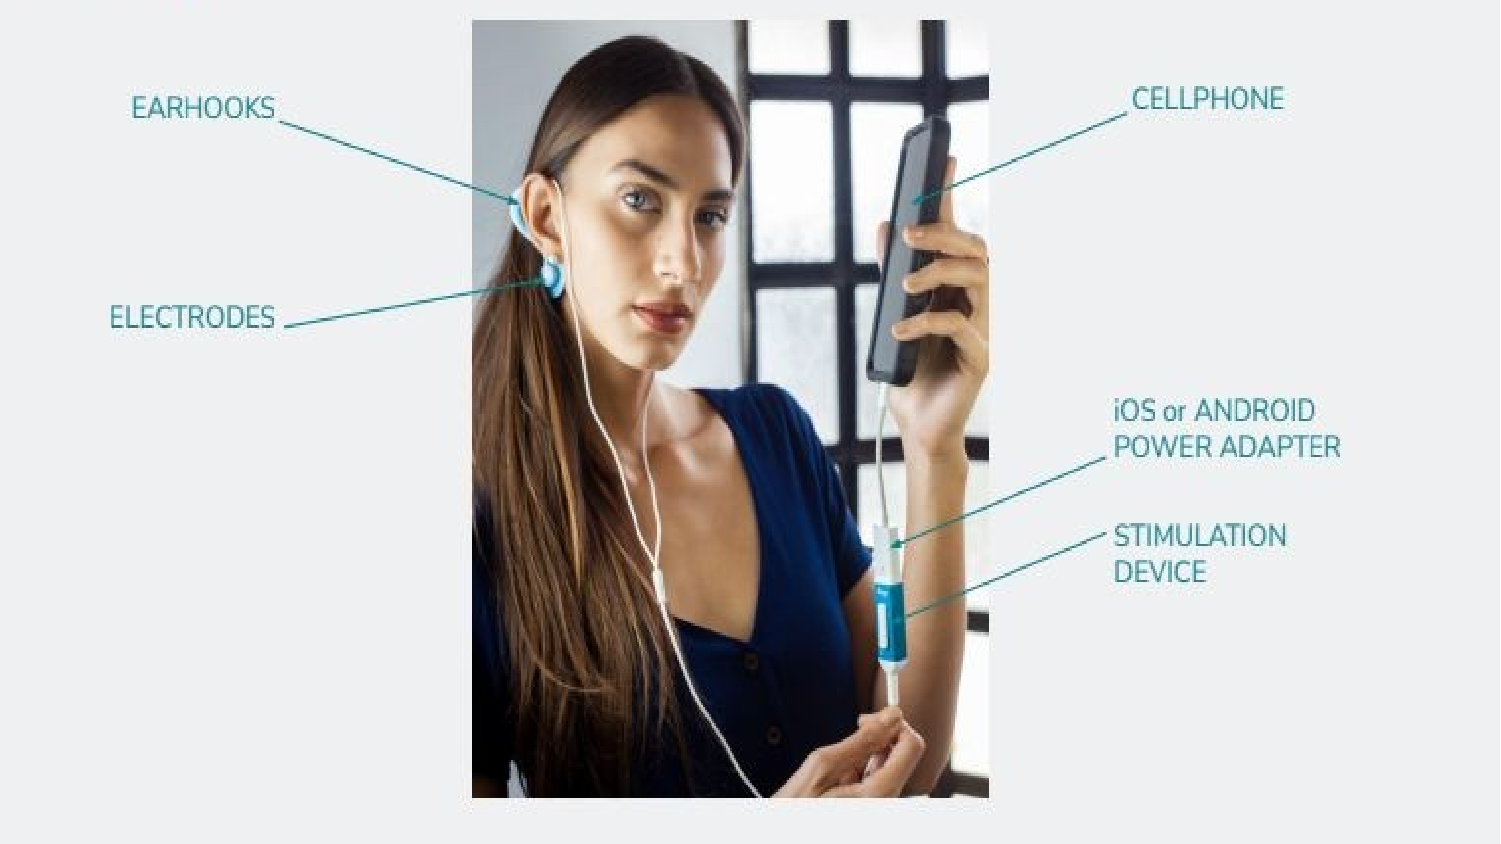 EARHOOKS
CELLPHONE
ELECTRODES
iOS or ANDROID
POWER ADAPTER
STIMULATION
DEVICE